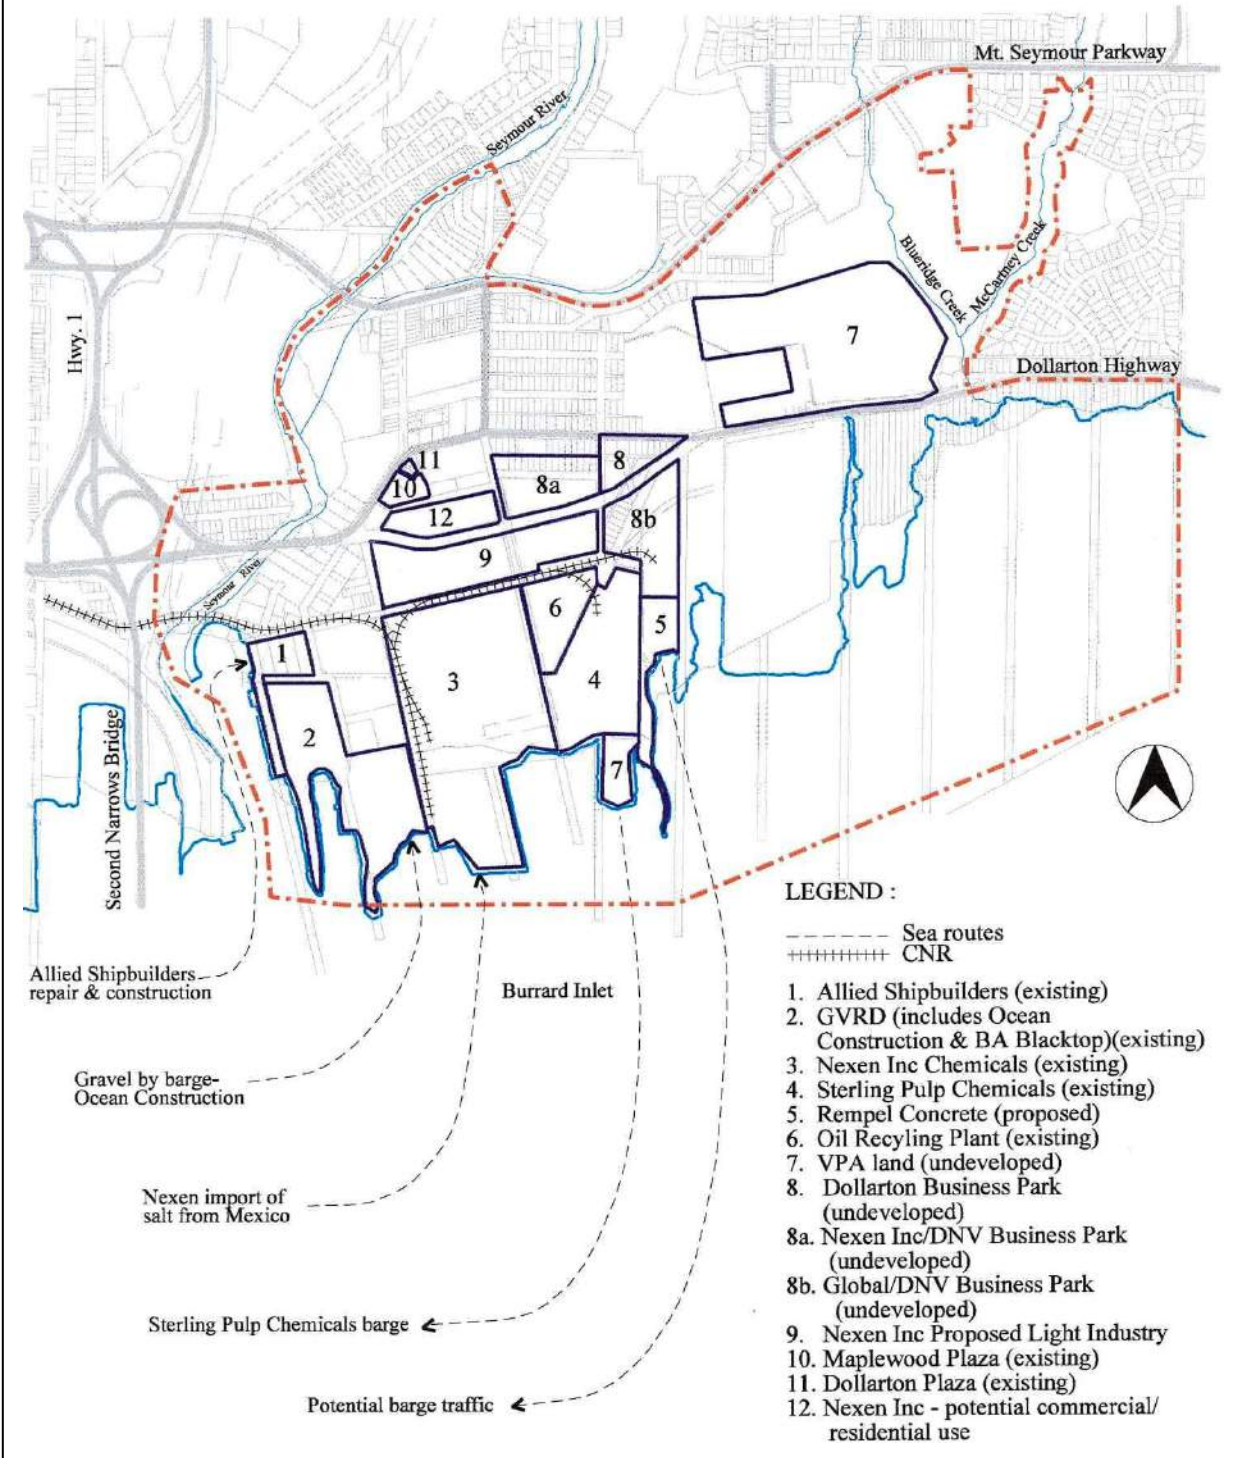 Mt. Seymour Parkway
Seymour River
Hwy. 1
Blueridge Creek
McCartney Creek
7
Dollarton Highway
11
10
8
8a
12
8b
9
Seymour River
6
5
1
3
4
2
7
Second Narrows Bridge
Allied Shipbuilders
repair & construction
Burrard Inlet
Gravel by barge-
Ocean Construction
Nexen import of
salt from Mexico
Sterling Pulp Chemicals barge
Potential barge traffic
LEGEND :
Sea routes
CNR
1. Allied Shipbuilders (existing)
2. GVRD (includes Ocean
Construction & BA Blacktop)(existing)
3. Nexen Inc Chemicals (existing)
4. Sterling Pulp Chemicals (existing)
5. Rempel Concrete (proposed)
6. Oil Recyling Plant (existing)
7. VPA land (undeveloped)
8. Dollarton Business Park
(undeveloped)
8a. Nexen Inc/DNV Business Park
(undeveloped)
8b. Global/DNV Business Park
(undeveloped)
9. Nexen Inc Proposed Light Industry
10. Maplewood Plaza (existing)
11. Dollarton Plaza (existing)
12. Nexen Inc - potential commercial/
residential use